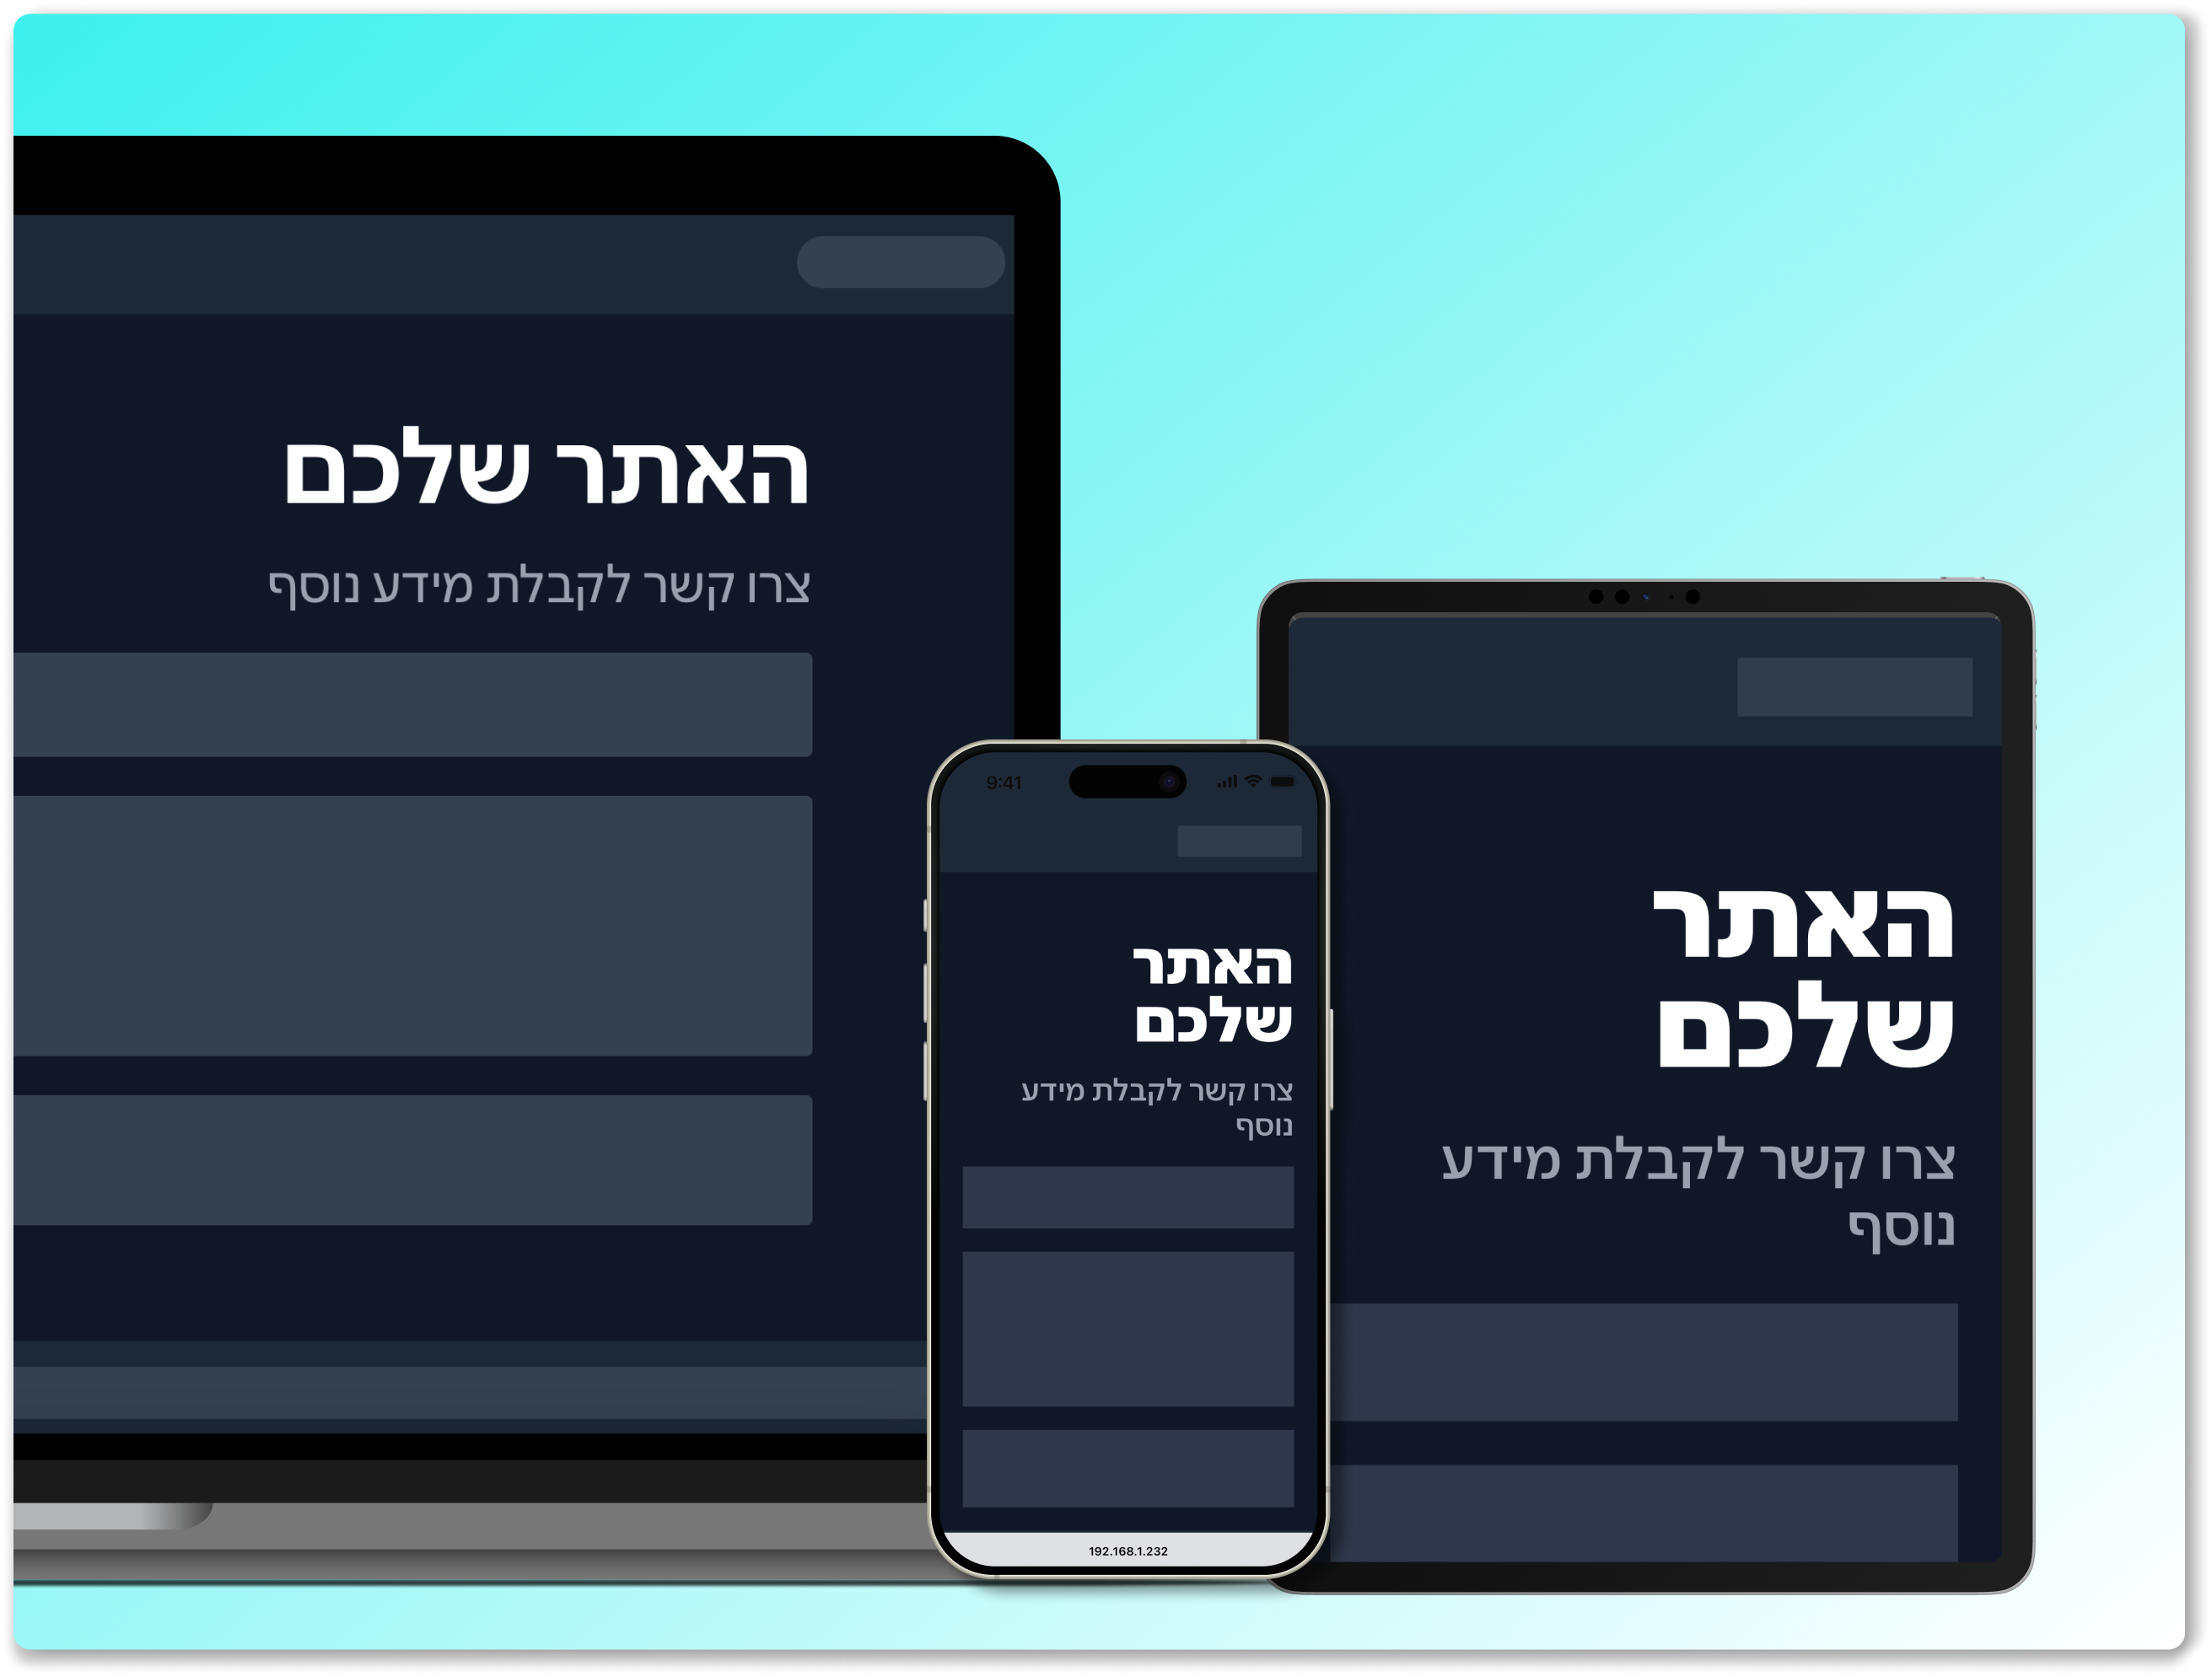 האתר שלכם
צרו קשר לקבלת מידע נוסף
9:41
האתר
שלכם
צרו קשר לקבלת מידע
נוסף
192.168.1.232
האתר
שלכם
צרו קשר לקבלת מידע
נוסף